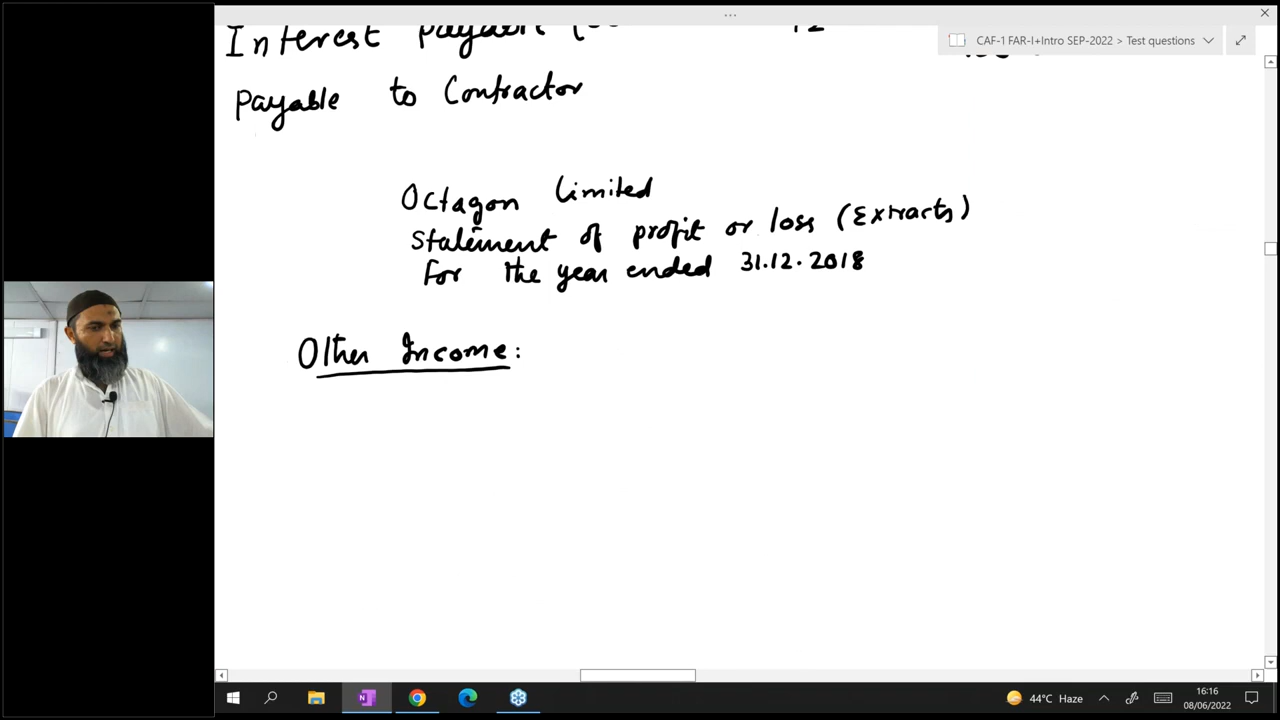 Interest payable
CAF-1 FAR-I+Intro SEP-2022 > Test questions
Payable to Contractor
Octagon Limited
Statement of profit or loss (Extracts)
For the year ended 31.12.2018
Other Income:
44°C Haze
16:16
08/06/2022